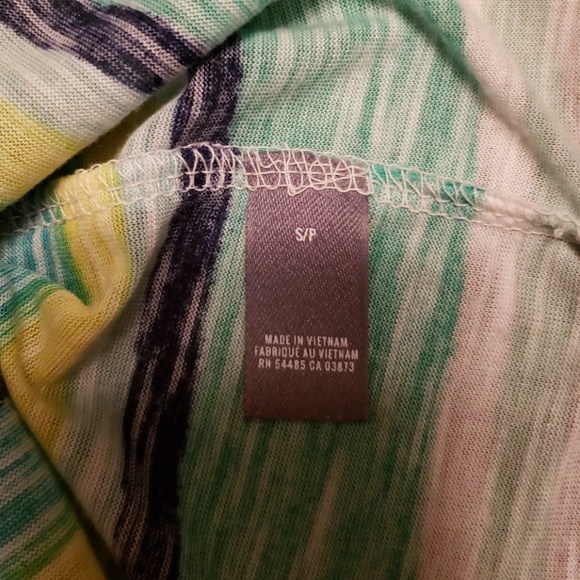 S/P
MADE IN VIETNAM
FABRIQUÉ AU VIETNAM
RN 54485 CA 03873